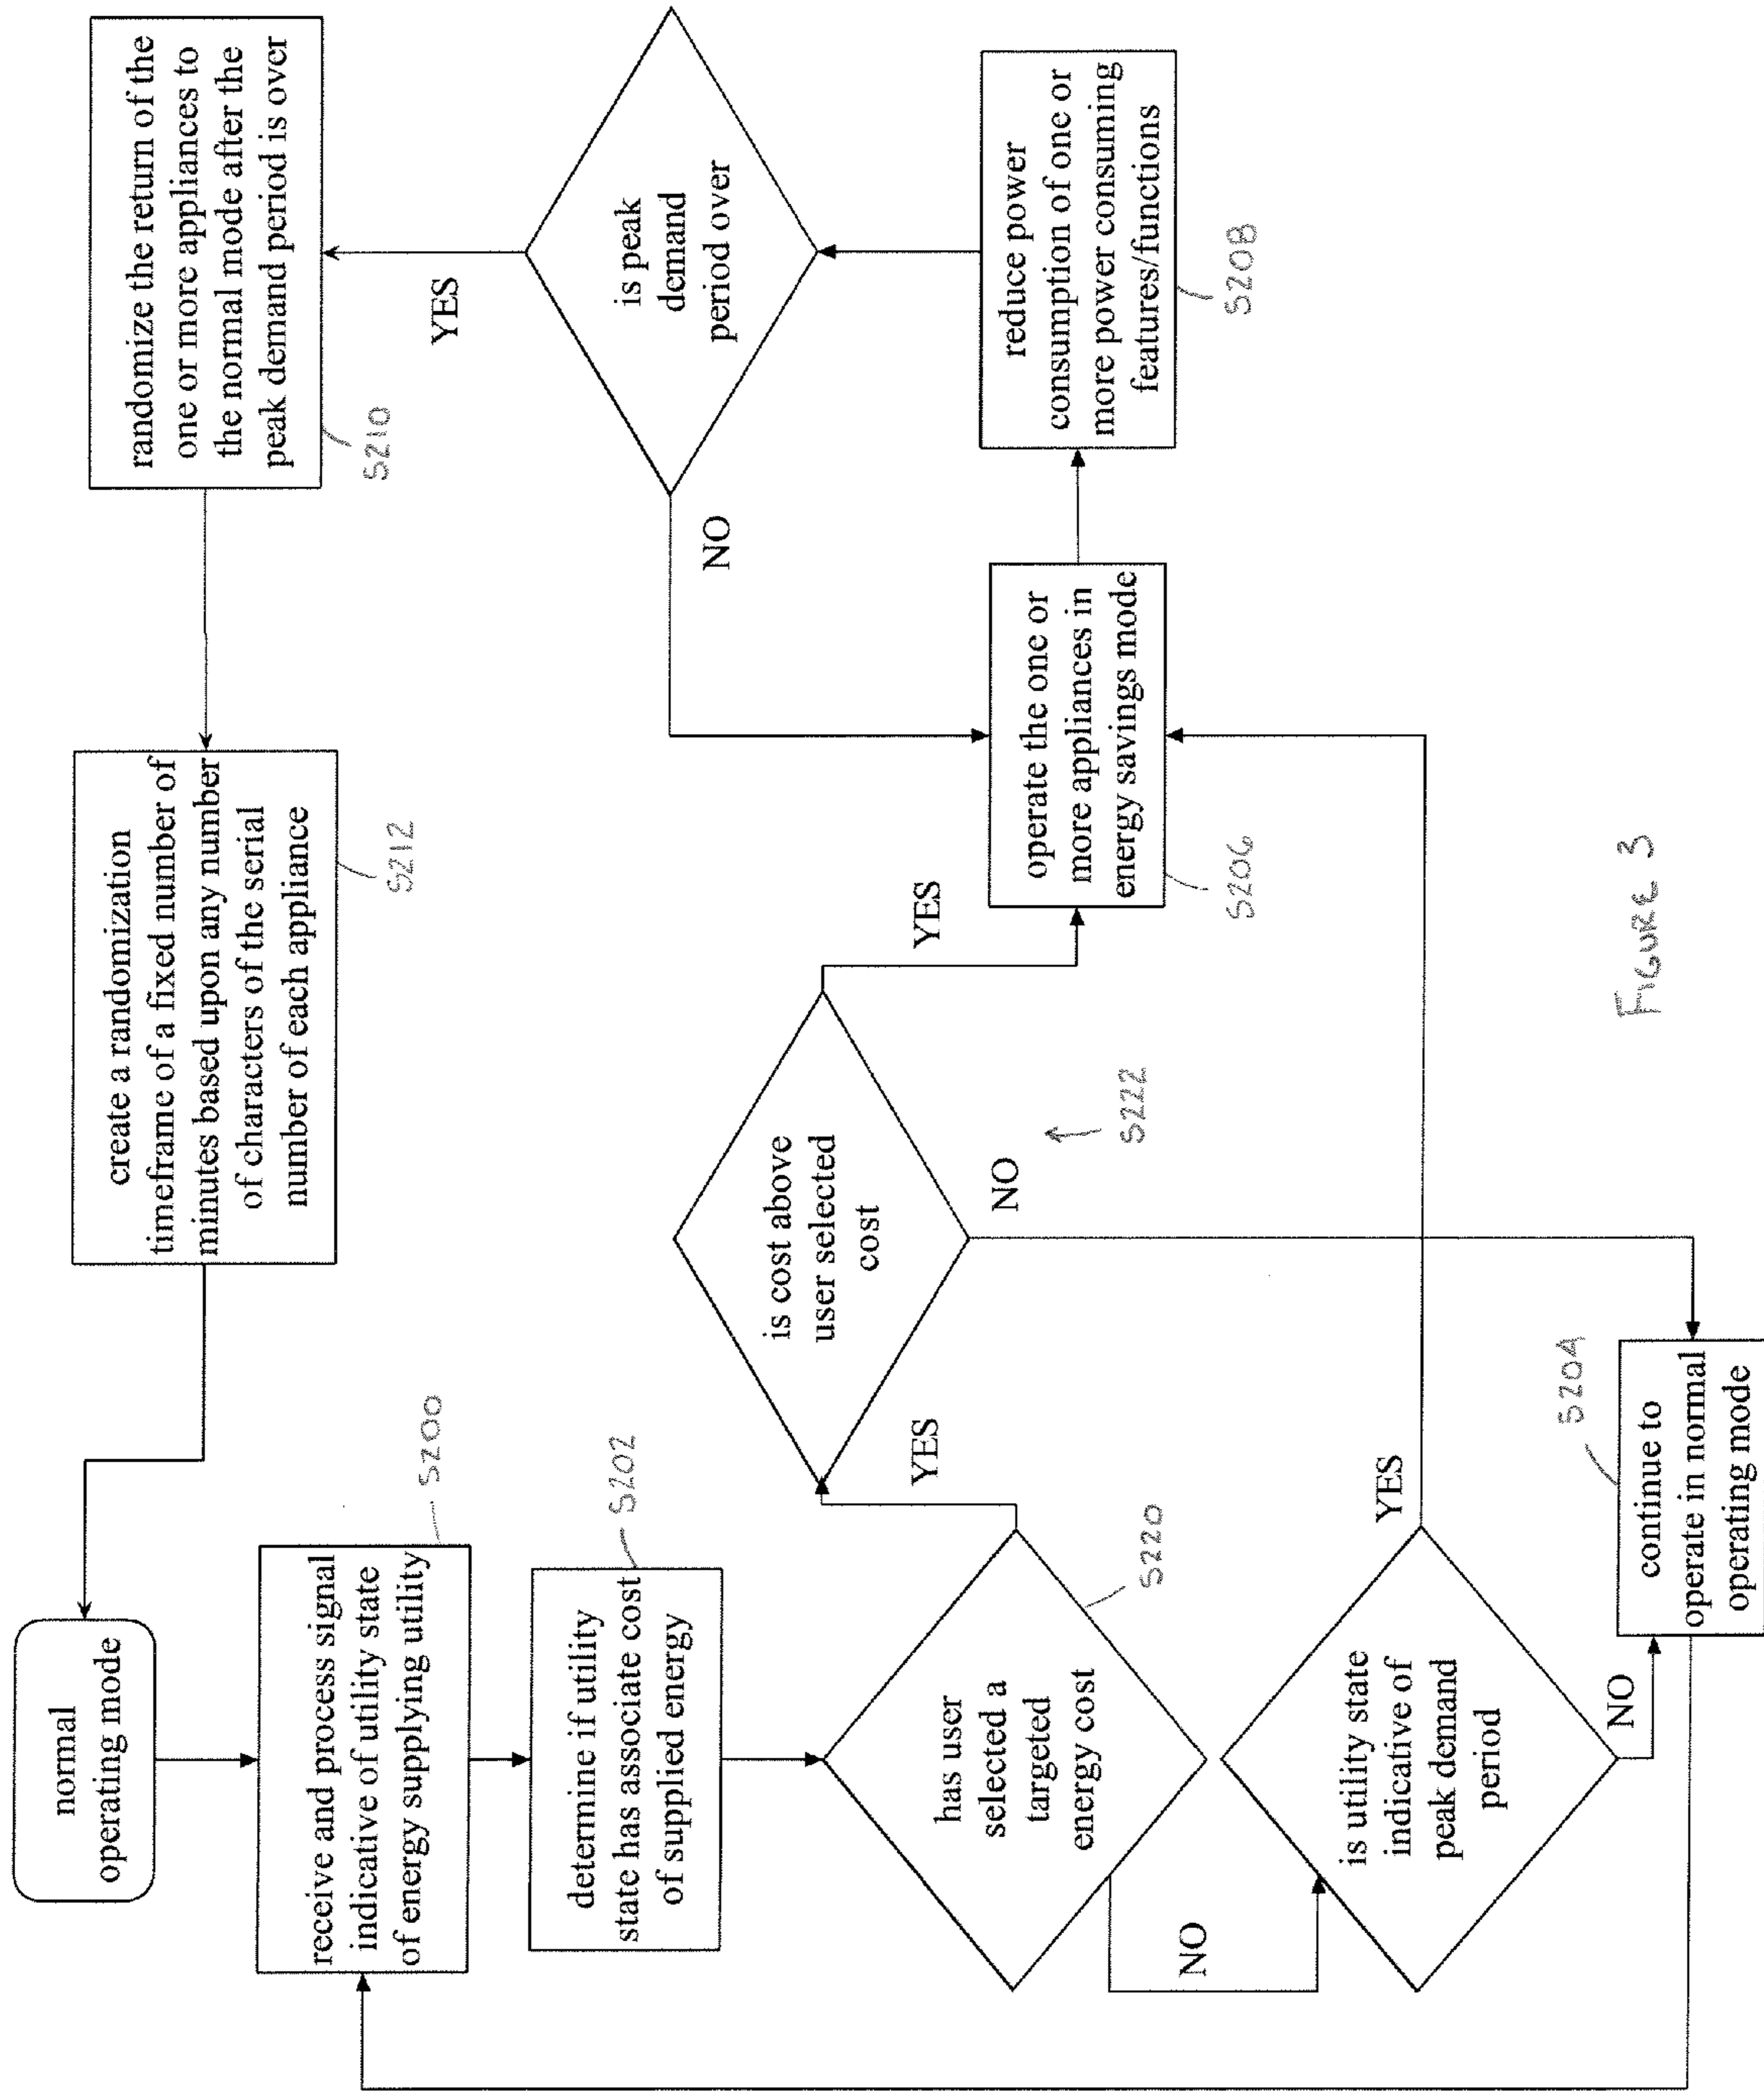 normal
operating mode
receive and process signal
indicative of utility state
of energy supplying utility
S200
determine if utility
state has associate cost
of supplied energy
S202
has user
selected a
targeted
energy cost
S220
YES
NO
is cost above
user selected
cost
S222
YES
NO
is utility state
indicative of
peak demand
period
YES
NO
continue to
operate in normal
operating mode
S204
operate the one or
more appliances in
energy savings mode
S206
reduce power
consumption of one or
more power consuming
features/functions
S208
is peak
demand
period over
NO
YES
randomize the return of the
one or more appliances to
the normal mode after the
peak demand period is over
S210
create a randomization
timeframe of a fixed number of
minutes based upon any number
of characters of the serial
number of each appliance
S212
FIGURE 3